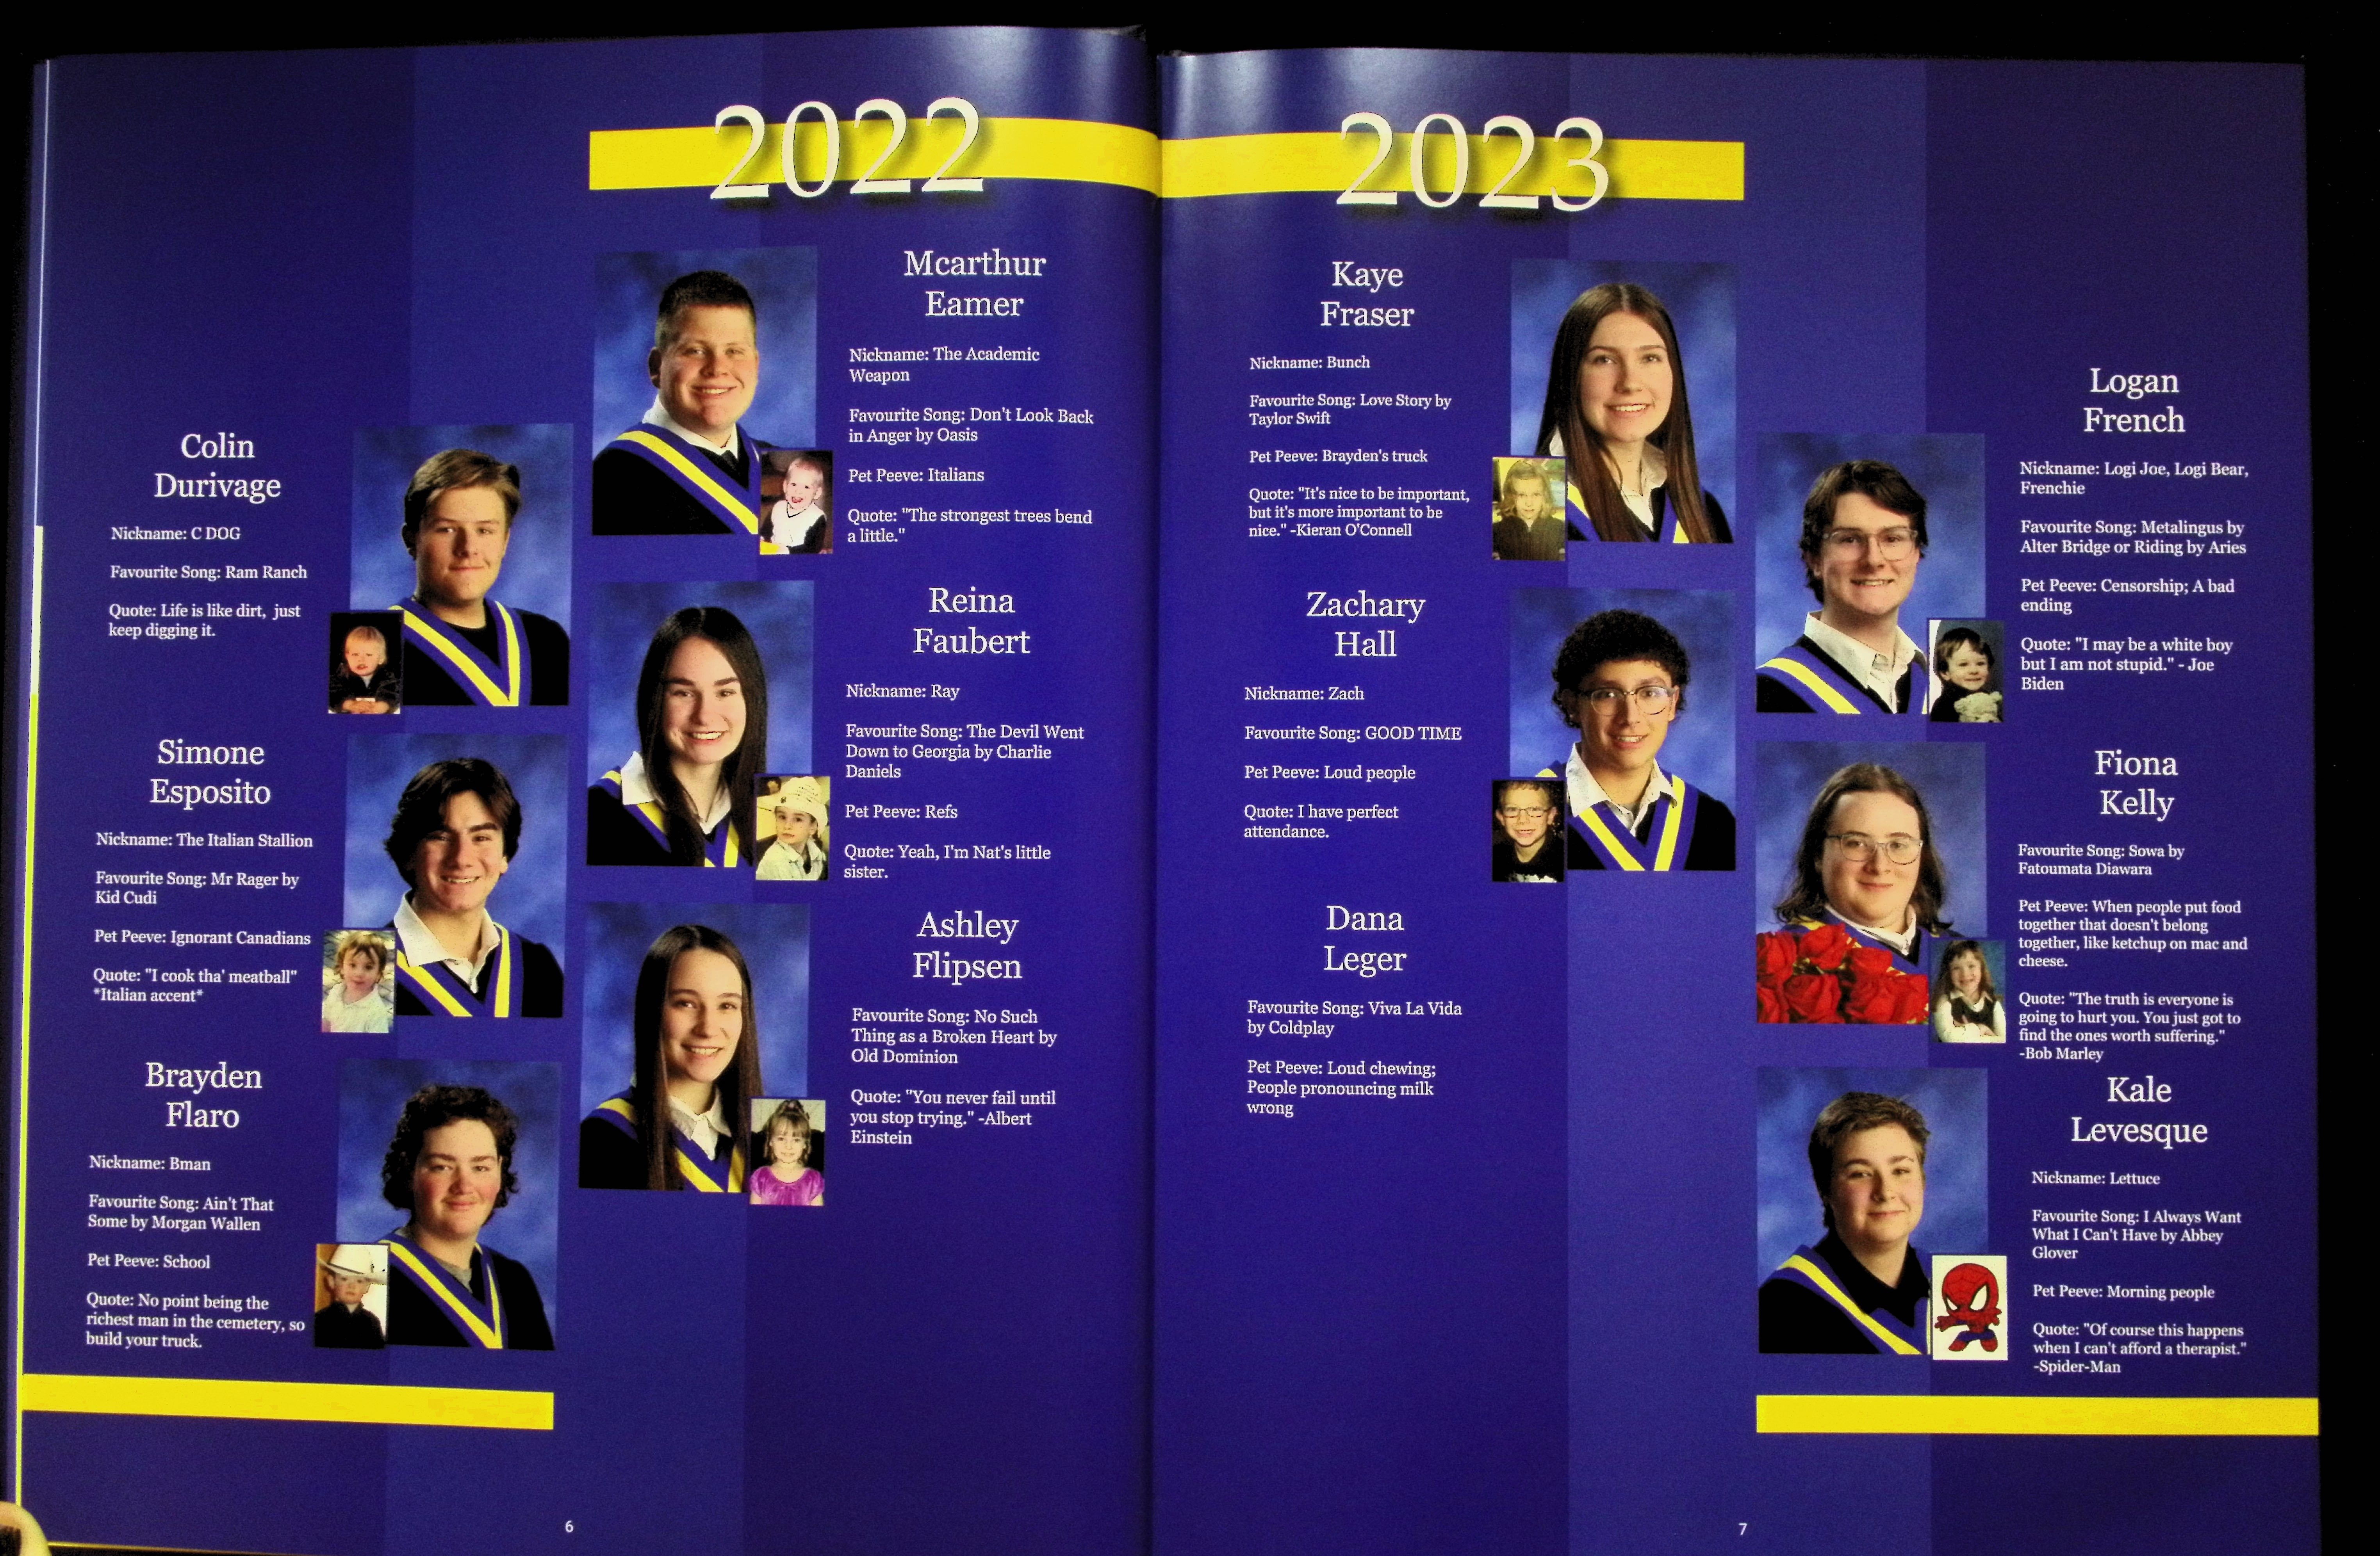 2022
Colin
Durivage
Nickname: C DOG
Favourite Song: Ram Ranch
Quote: Life is like dirt, just
keep digging it.
Simone
Esposito
Nickname: The Italian Stallion
Favourite Song: Mr Rager by
Kid Cudi
Pet Peeve: Ignorant Canadians
Quote: "I cook tha' meatball"
*Italian accent*
Brayden
Flaro
Nickname: Bman
Favourite Song: Ain't That
Some by Morgan Wallen
Pet Peeve: School
Quote: No point being the
richest man in the cemetery, so
build your truck.
Mcarthur
Eamer
Nickname: The Academic
Weapon
Favourite Song: Don't Look Back
in Anger by Oasis
Pet Peeve: Italians
Quote: "The strongest trees bend
a little."
Reina
Faubert
Nickname: Ray
Favourite Song: The Devil Went
Down to Georgia by Charlie
Daniels
Pet Peeve: Refs
Quote: Yeah, I'm Nat's little
sister.
Ashley
Flipsen
Favourite Song: No Such
Thing as a Broken Heart by
Old Dominion
Quote: "You never fail until
you stop trying." -Albert
Einstein
6
2023
Kaye
Fraser
Nickname: Bunch
Favourite Song: Love Story by
Taylor Swift
Pet Peeve: Brayden's truck
Quote: "It's nice to be important,
but it's more important to be
nice." -Kieran O'Connell
Zachary
Hall
Nickname: Zach
Favourite Song: GOOD TIME
Pet Peeve: Loud people
Quote: I have perfect
attendance.
Dana
Leger
Favourite Song: Viva La Vida
by Coldplay
Pet Peeve: Loud chewing;
People pronouncing milk
wrong
Logan
French
Nickname: Logi Joe, Logi Bear,
Frenchie
Favourite Song: Metalingus by
Alter Bridge or Riding by Aries
Pet Peeve: Censorship; A bad
ending
Quote: "I may be a white boy
but I am not stupid." - Joe
Biden
Fiona
Kelly
Favourite Song: Sowa by
Fatoumata Diawara
Pet Peeve: When people put food
together that doesn't belong
together, like ketchup on mac and
cheese.
Quote: "The truth is everyone is
going to hurt you. You just got to
find the ones worth suffering."
-Bob Marley
Kale
Levesque
Nickname: Lettuce
Favourite Song: I Always Want
What I Can't Have by Abbey
Glover
Pet Peeve: Morning people
Quote: "Of course this happens
when I can't afford a therapist."
-Spider-Man
7